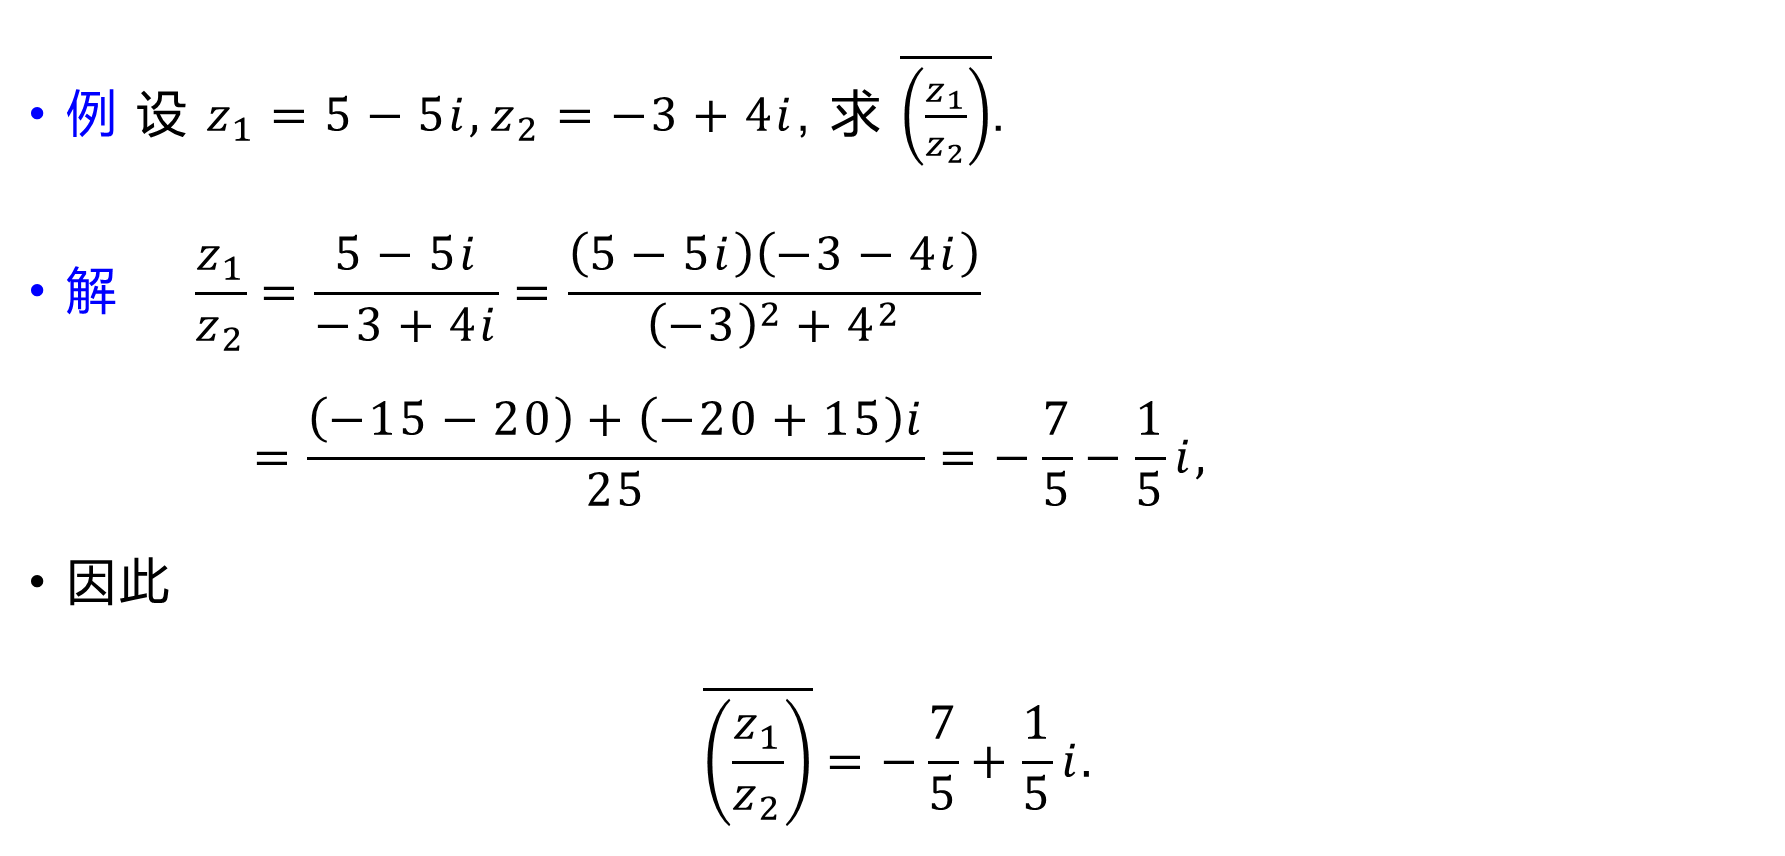 • 例 设 $z_1 = 5 - 5i, z_2 = -3 + 4i$, 求 $\overline{\left(\frac{z_1}{z_2}\right)}$.
• 解 $\frac{z_1}{z_2} = \frac{5 - 5i}{-3 + 4i} = \frac{(5 - 5i)(-3 - 4i)}{(-3)^2 + 4^2}$
$= \frac{(-15 - 20) + (-20 + 15)i}{25} = -\frac{7}{5} - \frac{1}{5}i,$
• 因此
$\overline{\left(\frac{z_1}{z_2}\right)} = -\frac{7}{5} + \frac{1}{5}i.$